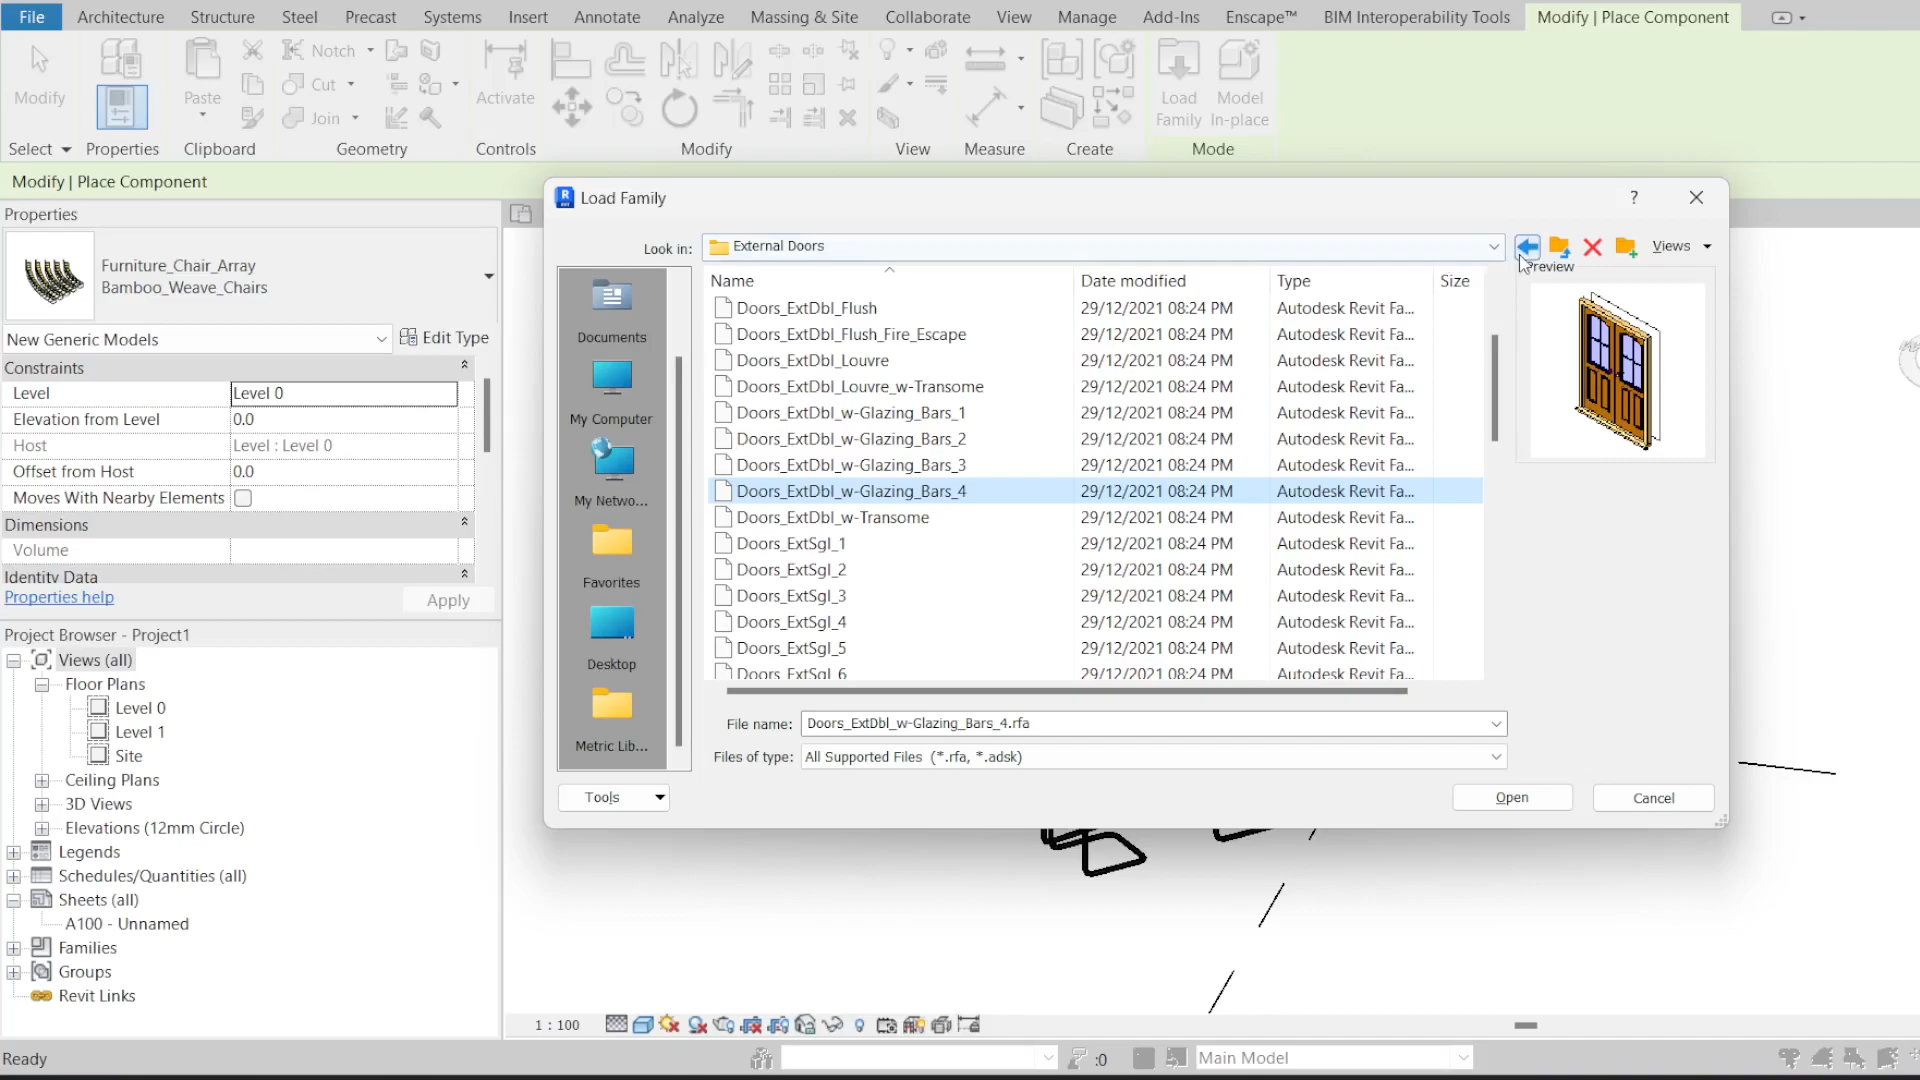 File Architecture Structure Steel Precast Systems Insert Annotate Analyze Massing & Site Collaborate View Manage Add-Ins Enscape™ BIM Interoperability Tools Modify | Place Component
Notch
Cut
Join
Modify Paste Activate Load Family Model In-place
Select Properties Clipboard Geometry Controls Modify View Measure Create Mode
Modify | Place Component
Properties
Furniture_Chair_Array
Bamboo_Weave_Chairs
New Generic Models Edit Type
Constraints
Level Level 0
Elevation from Level 0.0
Host Level : Level 0
Offset from Host 0.0
Moves With Nearby Elements
Dimensions
Volume
Identity Data
Properties help Apply
Project Browser - Project1
Views (all)
Floor Plans
Level 0
Level 1
Site
Ceiling Plans
3D Views
Elevations (12mm Circle)
Legends
Schedules/Quantities (all)
Sheets (all)
A100 - Unnamed
Families
Groups
Revit Links
Load Family ?
Look in: External Doors Views
Preview
Documents
My Computer
My Netwo...
Favorites
Desktop
Metric Lib...
Name Date modified Type Size
Doors_ExtDbl_Flush 29/12/2021 08:24 PM Autodesk Revit Fa...
Doors_ExtDbl_Flush_Fire_Escape 29/12/2021 08:24 PM Autodesk Revit Fa...
Doors_ExtDbl_Louvre 29/12/2021 08:24 PM Autodesk Revit Fa...
Doors_ExtDbl_Louvre_w-Transome 29/12/2021 08:24 PM Autodesk Revit Fa...
Doors_ExtDbl_w-Glazing_Bars_1 29/12/2021 08:24 PM Autodesk Revit Fa...
Doors_ExtDbl_w-Glazing_Bars_2 29/12/2021 08:24 PM Autodesk Revit Fa...
Doors_ExtDbl_w-Glazing_Bars_3 29/12/2021 08:24 PM Autodesk Revit Fa...
Doors_ExtDbl_w-Glazing_Bars_4 29/12/2021 08:24 PM Autodesk Revit Fa...
Doors_ExtDbl_w-Transome 29/12/2021 08:24 PM Autodesk Revit Fa...
Doors_ExtSgl_1 29/12/2021 08:24 PM Autodesk Revit Fa...
Doors_ExtSgl_2 29/12/2021 08:24 PM Autodesk Revit Fa...
Doors_ExtSgl_3 29/12/2021 08:24 PM Autodesk Revit Fa...
Doors_ExtSgl_4 29/12/2021 08:24 PM Autodesk Revit Fa...
Doors_ExtSgl_5 29/12/2021 08:24 PM Autodesk Revit Fa...
Doors_ExtSgl_6 29/12/2021 08:24 PM Autodesk Revit Fa...
File name: Doors_ExtDbl_w-Glazing_Bars_4.rfa
Files of type: All Supported Files (*.rfa, *.adsk)
Tools Open Cancel
1 : 100
Ready :0 Main Model